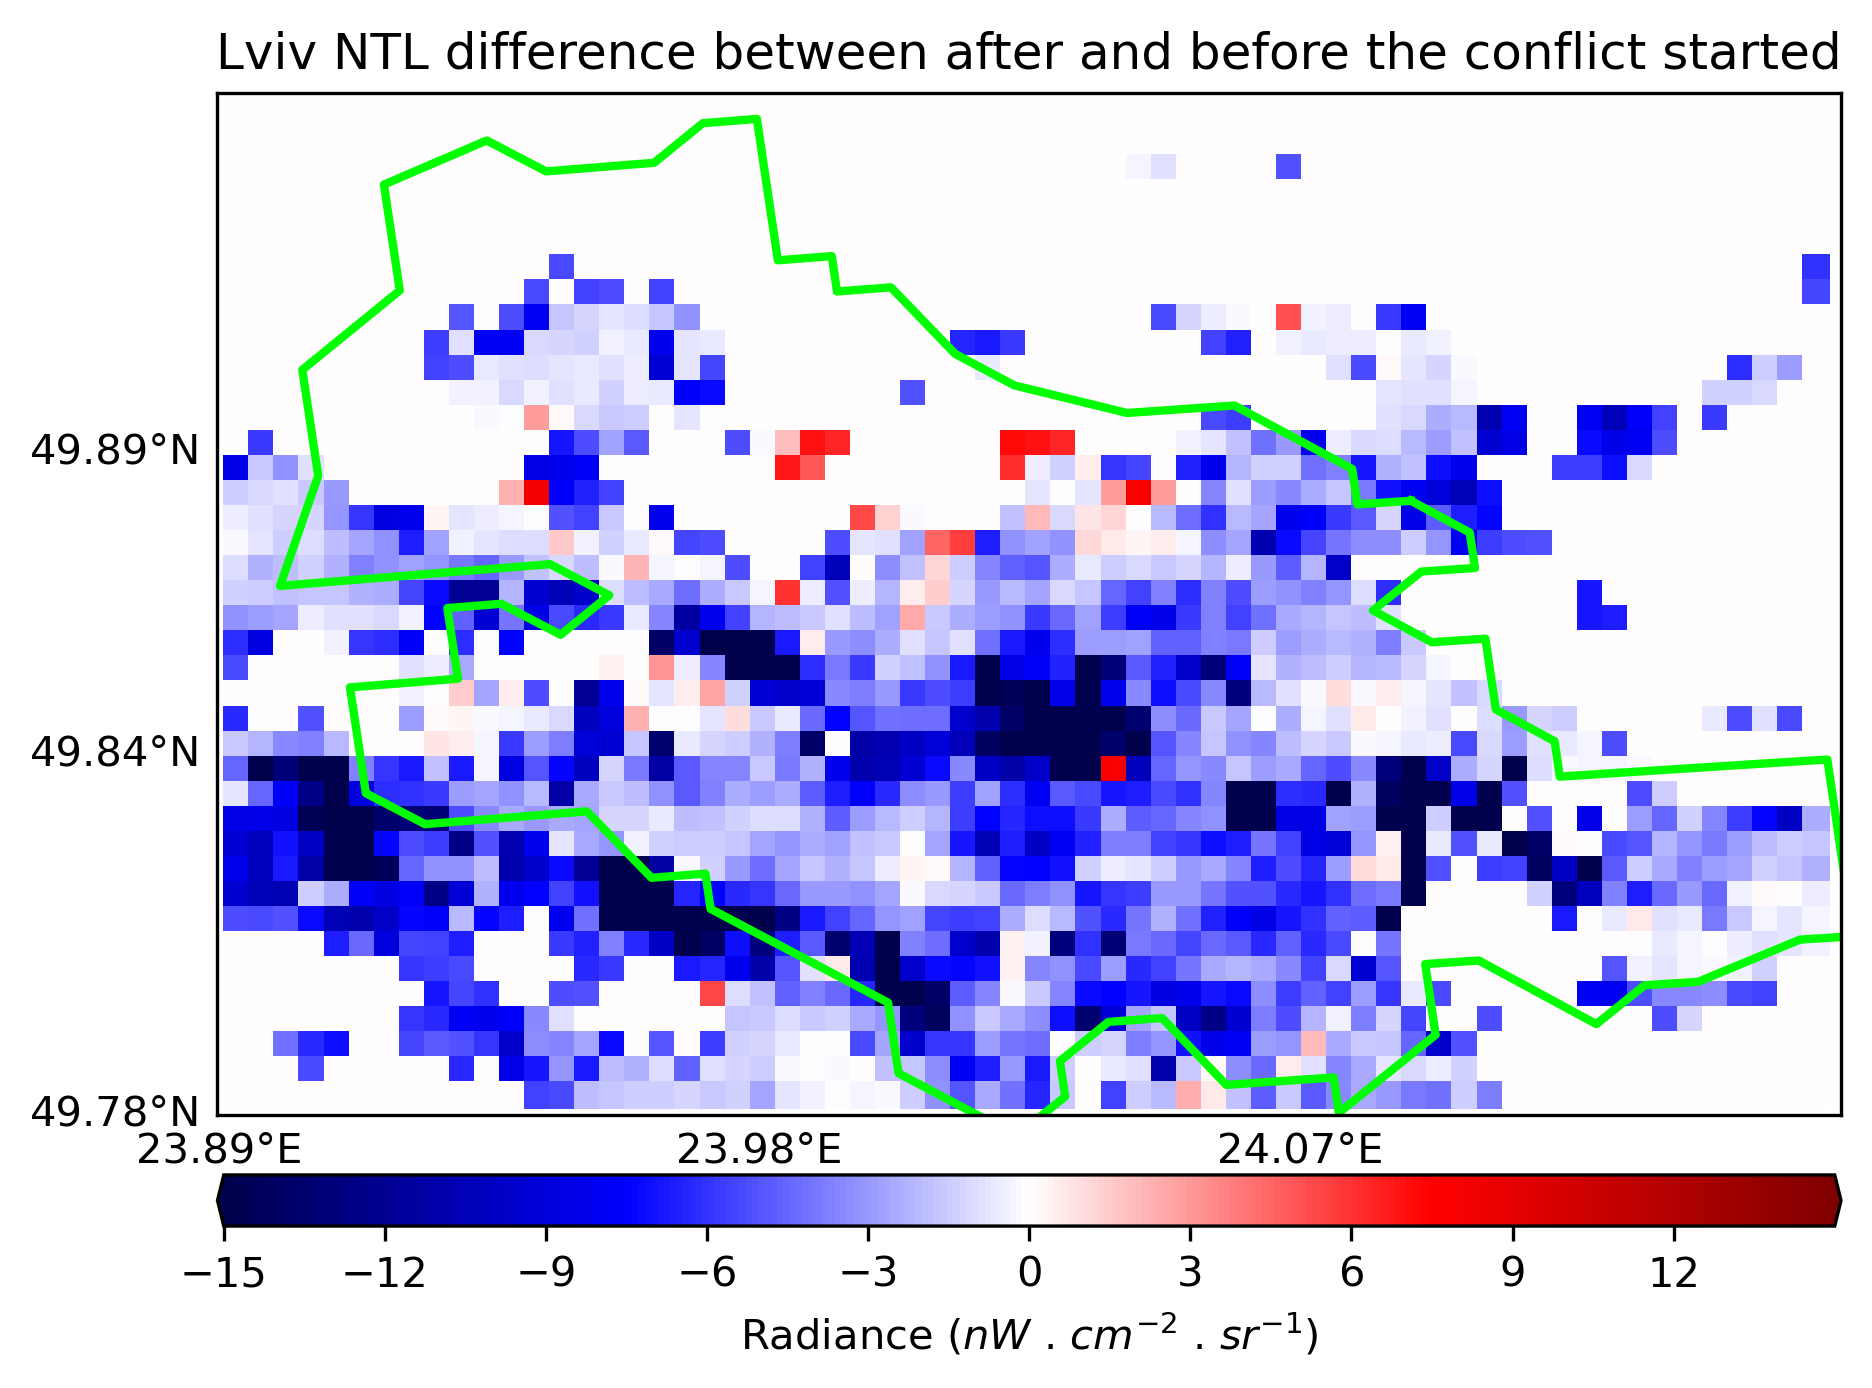 Lviv NTL difference between after and before the conflict started
49.89°N
49.84°N
49.78°N
23.89°E 23.98°E 24.07°E
−15 −12 −9 −6 −3 0 3 6 9 12
Radiance (nW . cm⁻² . sr⁻¹)